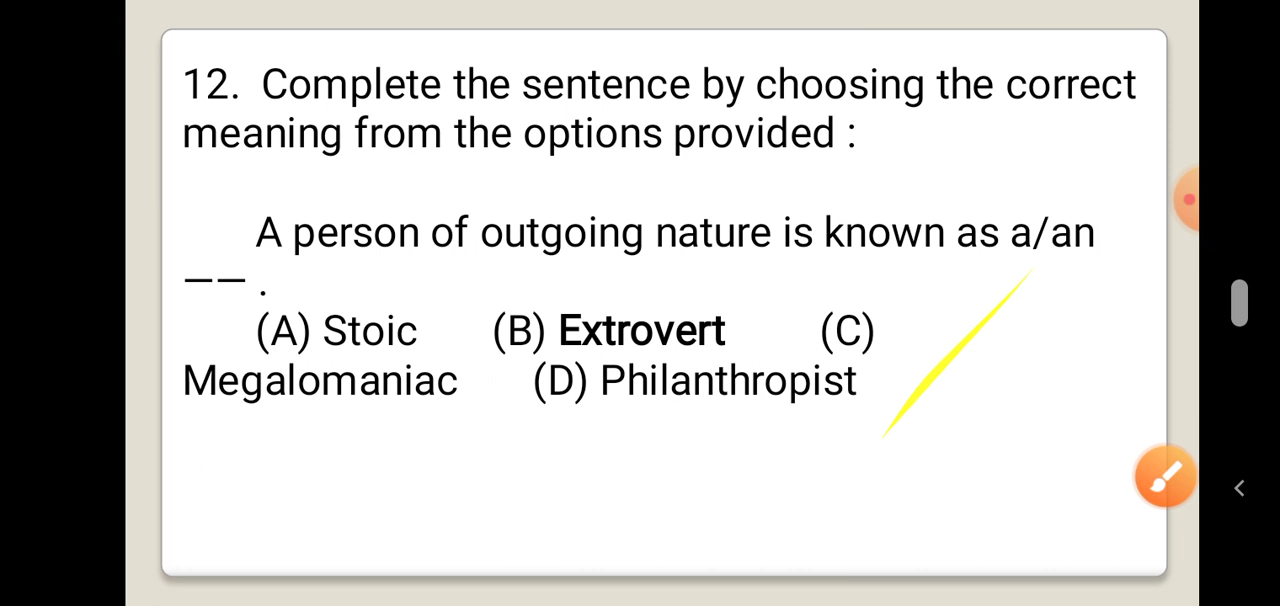 12. Complete the sentence by choosing the correct
meaning from the options provided :
A person of outgoing nature is known as a/an
—— .
(A) Stoic (B) Extrovert (C)
Megalomaniac (D) Philanthropist